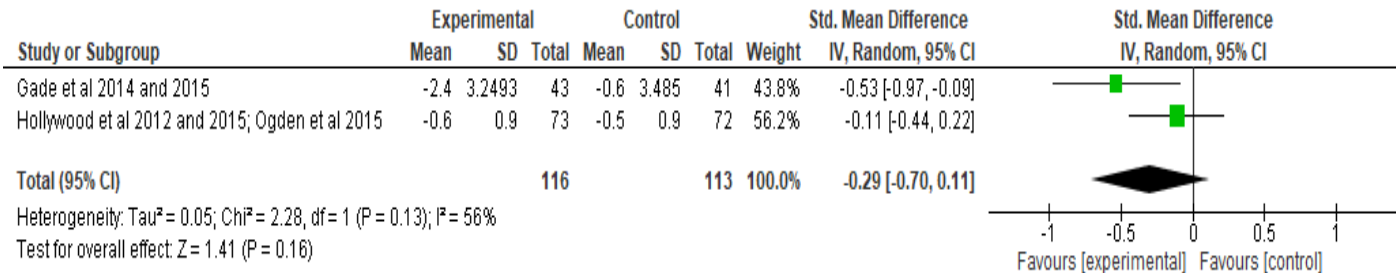 Experimental Control Std. Mean Difference Std. Mean Difference
Study or Subgroup Mean SD Total Mean SD Total Weight IV, Random, 95% CI IV, Random, 95% CI
Gade et al 2014 and 2015 -2.4 3.2493 43 -0.6 3.485 41 43.8% -0.53 [-0.97, -0.09]
Hollywood et al 2012 and 2015; Ogden et al 2015 -0.6 0.9 73 -0.5 0.9 72 56.2% -0.11 [-0.44, 0.22]
Total (95% CI) 116 113 100.0% -0.29 [-0.70, 0.11]
Heterogeneity: Tau² = 0.05; Chi² = 2.28, df = 1 (P = 0.13); I² = 56%
Test for overall effect: Z = 1.41 (P = 0.16)
-1 -0.5 0 0.5 1
Favours [experimental] Favours [control]